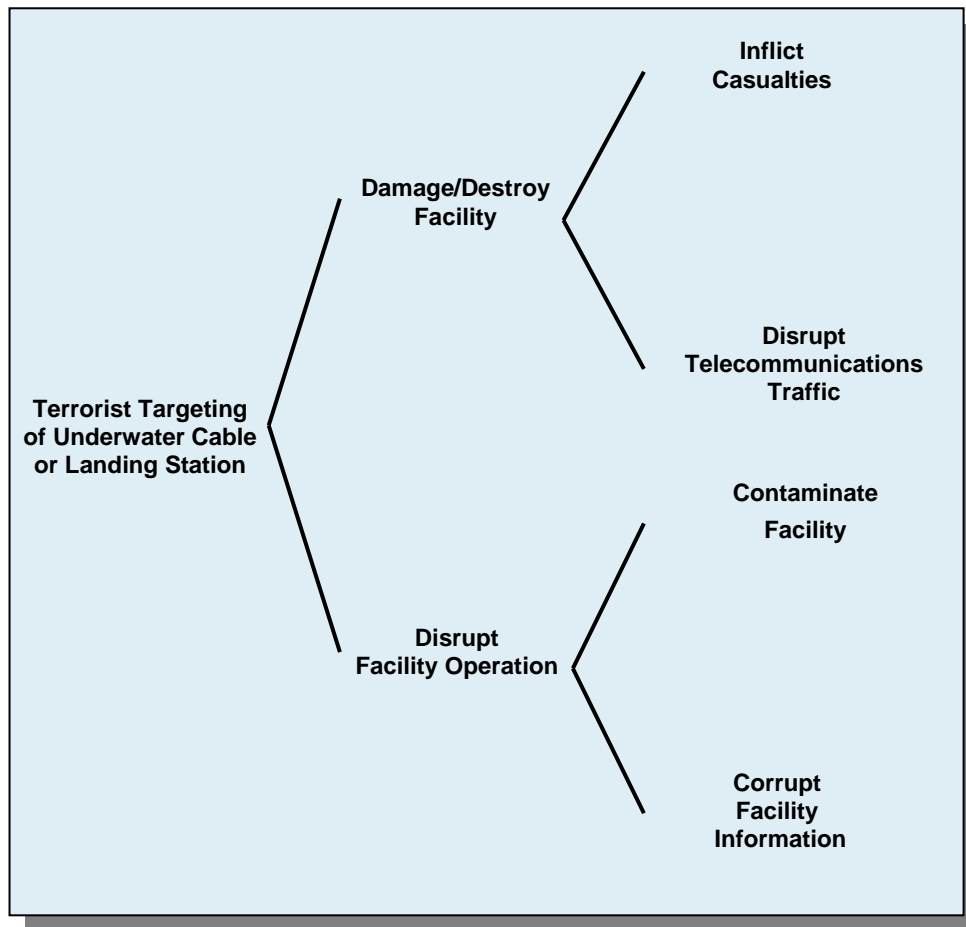 Inflict
Casualties
Damage/Destroy
Facility
Disrupt
Telecommunications
Traffic
Terrorist Targeting
of Underwater Cable
or Landing Station
Contaminate
Facility
Disrupt
Facility Operation
Corrupt
Facility
Information